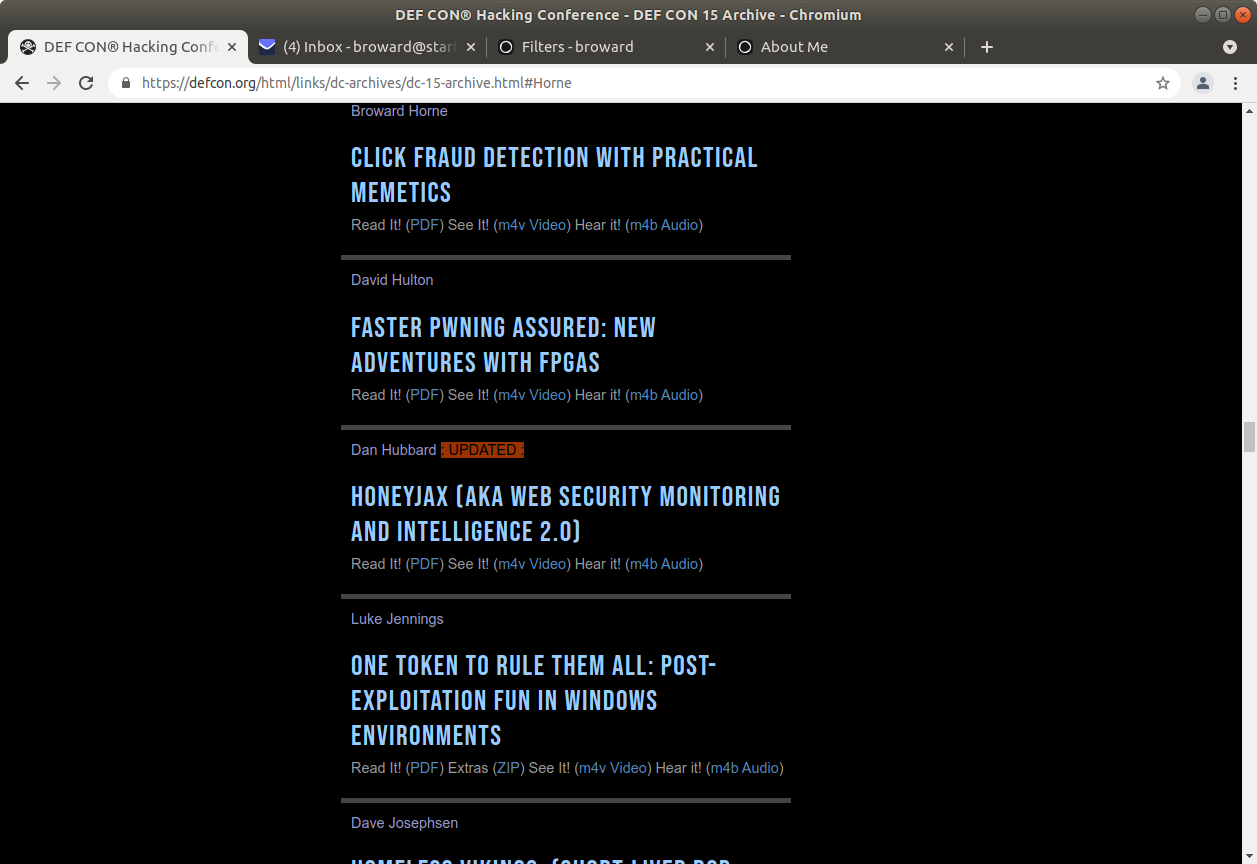 DEF CON® Hacking Conference - DEF CON 15 Archive - Chromium
DEF CON® Hacking Confe
(4) Inbox - broward@start
Filters - broward
About Me
https://defcon.org/html/links/dc-archives/dc-15-archive.html#Horne
Broward Horne
CLICK FRAUD DETECTION WITH PRACTICAL
MEMETICS
Read It! (PDF) See It! (m4v Video) Hear it! (m4b Audio)
David Hulton
FASTER PWNING ASSURED: NEW
ADVENTURES WITH FPGAS
Read It! (PDF) See It! (m4v Video) Hear it! (m4b Audio)
Dan Hubbard : UPDATED :
HONEYJAX (AKA WEB SECURITY MONITORING
AND INTELLIGENCE 2.0)
Read It! (PDF) See It! (m4v Video) Hear it! (m4b Audio)
Luke Jennings
ONE TOKEN TO RULE THEM ALL: POST-
EXPLOITATION FUN IN WINDOWS
ENVIRONMENTS
Read It! (PDF) Extras (ZIP) See It! (m4v Video) Hear it! (m4b Audio)
Dave Josephsen
HOMELESS VIKINGS, (SHORT-LIVED BGP